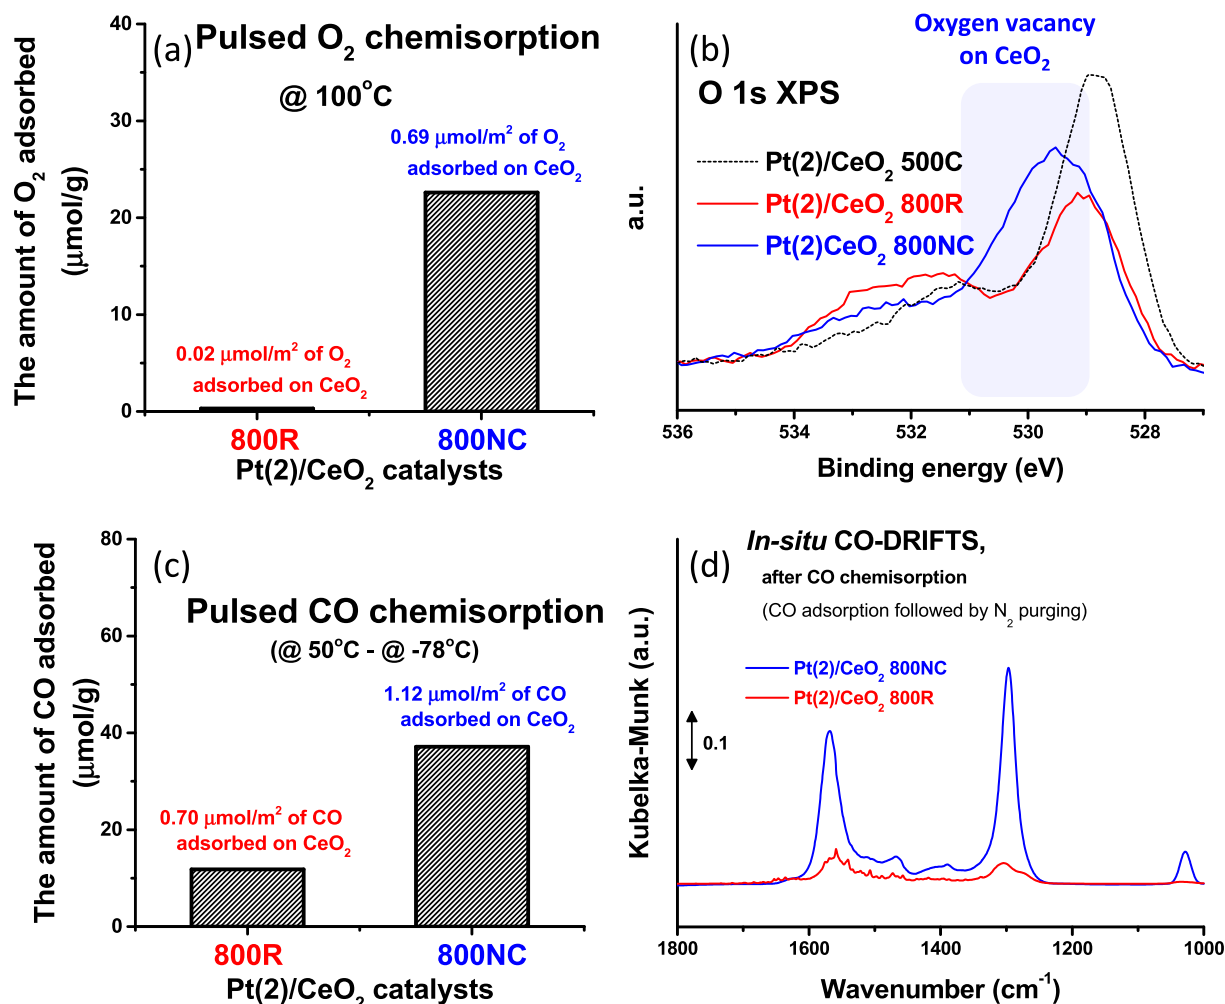 (a)
Pulsed O₂ chemisorption
@ 100°C
The amount of O₂ adsorbed
(μmol/g)
40
30
20
10
0
0.69 μmol/m² of O₂
adsorbed on CeO₂
0.02 μmol/m² of O₂
adsorbed on CeO₂
800R
800NC
Pt(2)/CeO₂ catalysts
(b)
Oxygen vacancy
on CeO₂
O 1s XPS
Pt(2)/CeO₂ 500C
Pt(2)/CeO₂ 800R
Pt(2)CeO₂ 800NC
a.u.
536
534
532
530
528
Binding energy (eV)
(c)
Pulsed CO chemisorption
(@ 50°C - @ -78°C)
The amount of CO adsorbed
(μmol/g)
80
60
40
20
0
1.12 μmol/m² of CO
adsorbed on CeO₂
0.70 μmol/m² of CO
adsorbed on CeO₂
800R
800NC
Pt(2)/CeO₂ catalysts
(d)
In-situ CO-DRIFTS,
after CO chemisorption
(CO adsorption followed by N₂ purging)
Pt(2)/CeO₂ 800NC
Pt(2)/CeO₂ 800R
0.1
Kubelka-Munk (a.u.)
1800
1600
1400
1200
1000
Wavenumber (cm⁻¹)